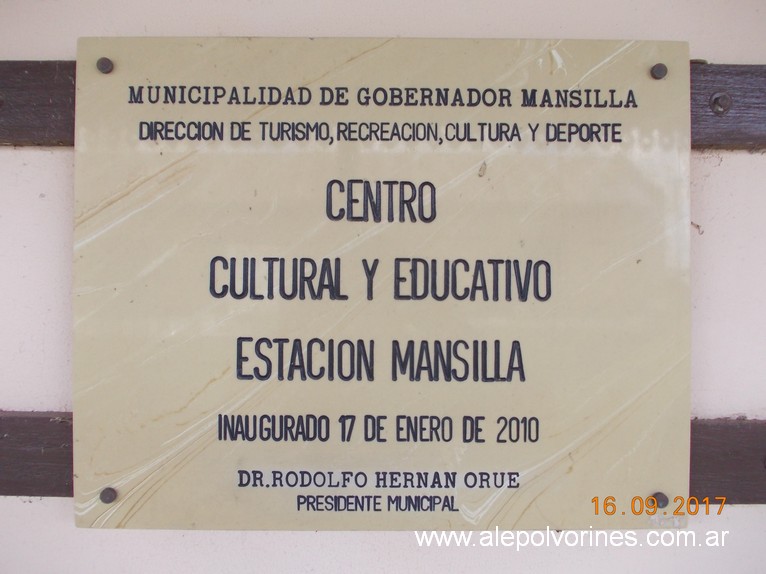 MUNICIPALIDAD DE GOBERNADOR MANSILLA
DIRECCION DE TURISMO, RECREACION, CULTURA Y DEPORTE
CENTRO
CULTURAL Y EDUCATIVO
ESTACION MANSILLA
INAUGURADO 17 DE ENERO DE 2010
DR. RODOLFO HERNAN ORUE
PRESIDENTE MUNICIPAL
16.09.2017
www.alepolvorines.com.ar